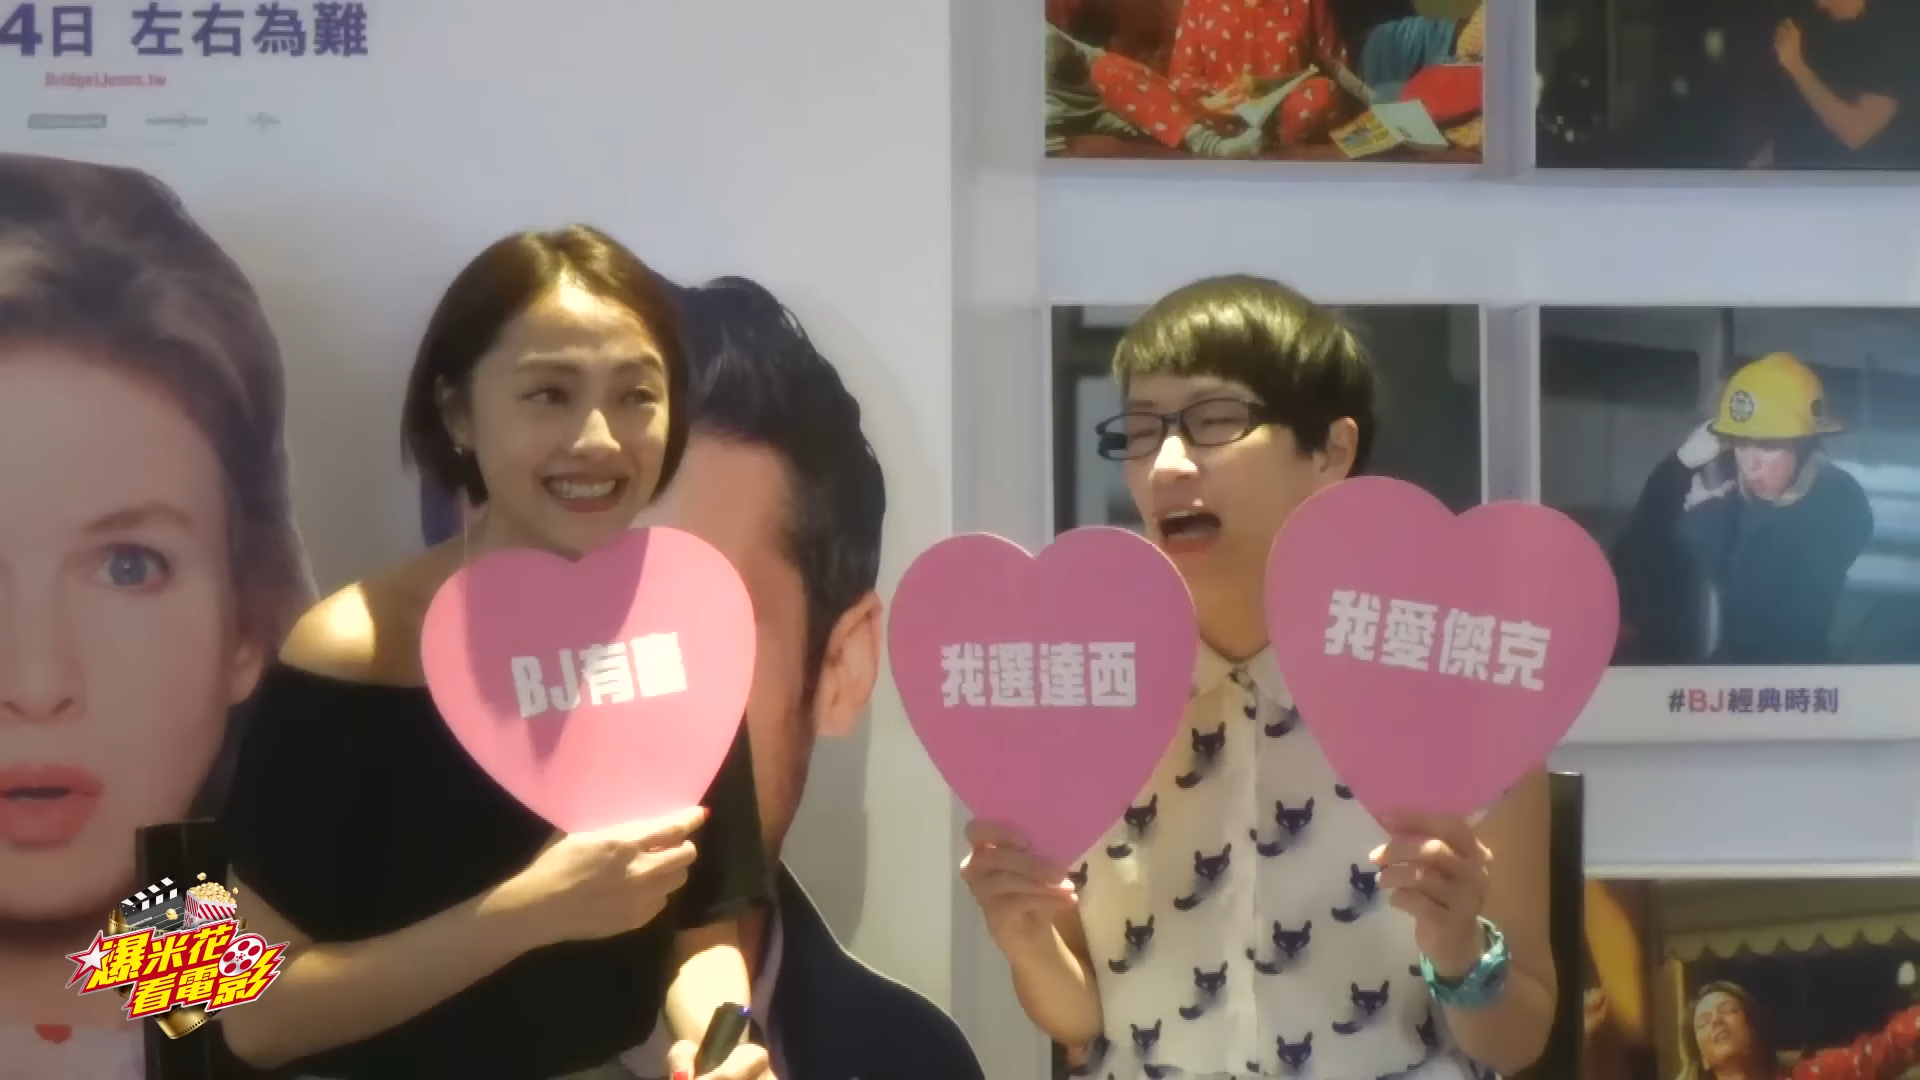 4日 左右為難
BridgetJones.tw
BJ有喜
我選達西
我愛傑克
#BJ經典時刻
爆米花
看電影